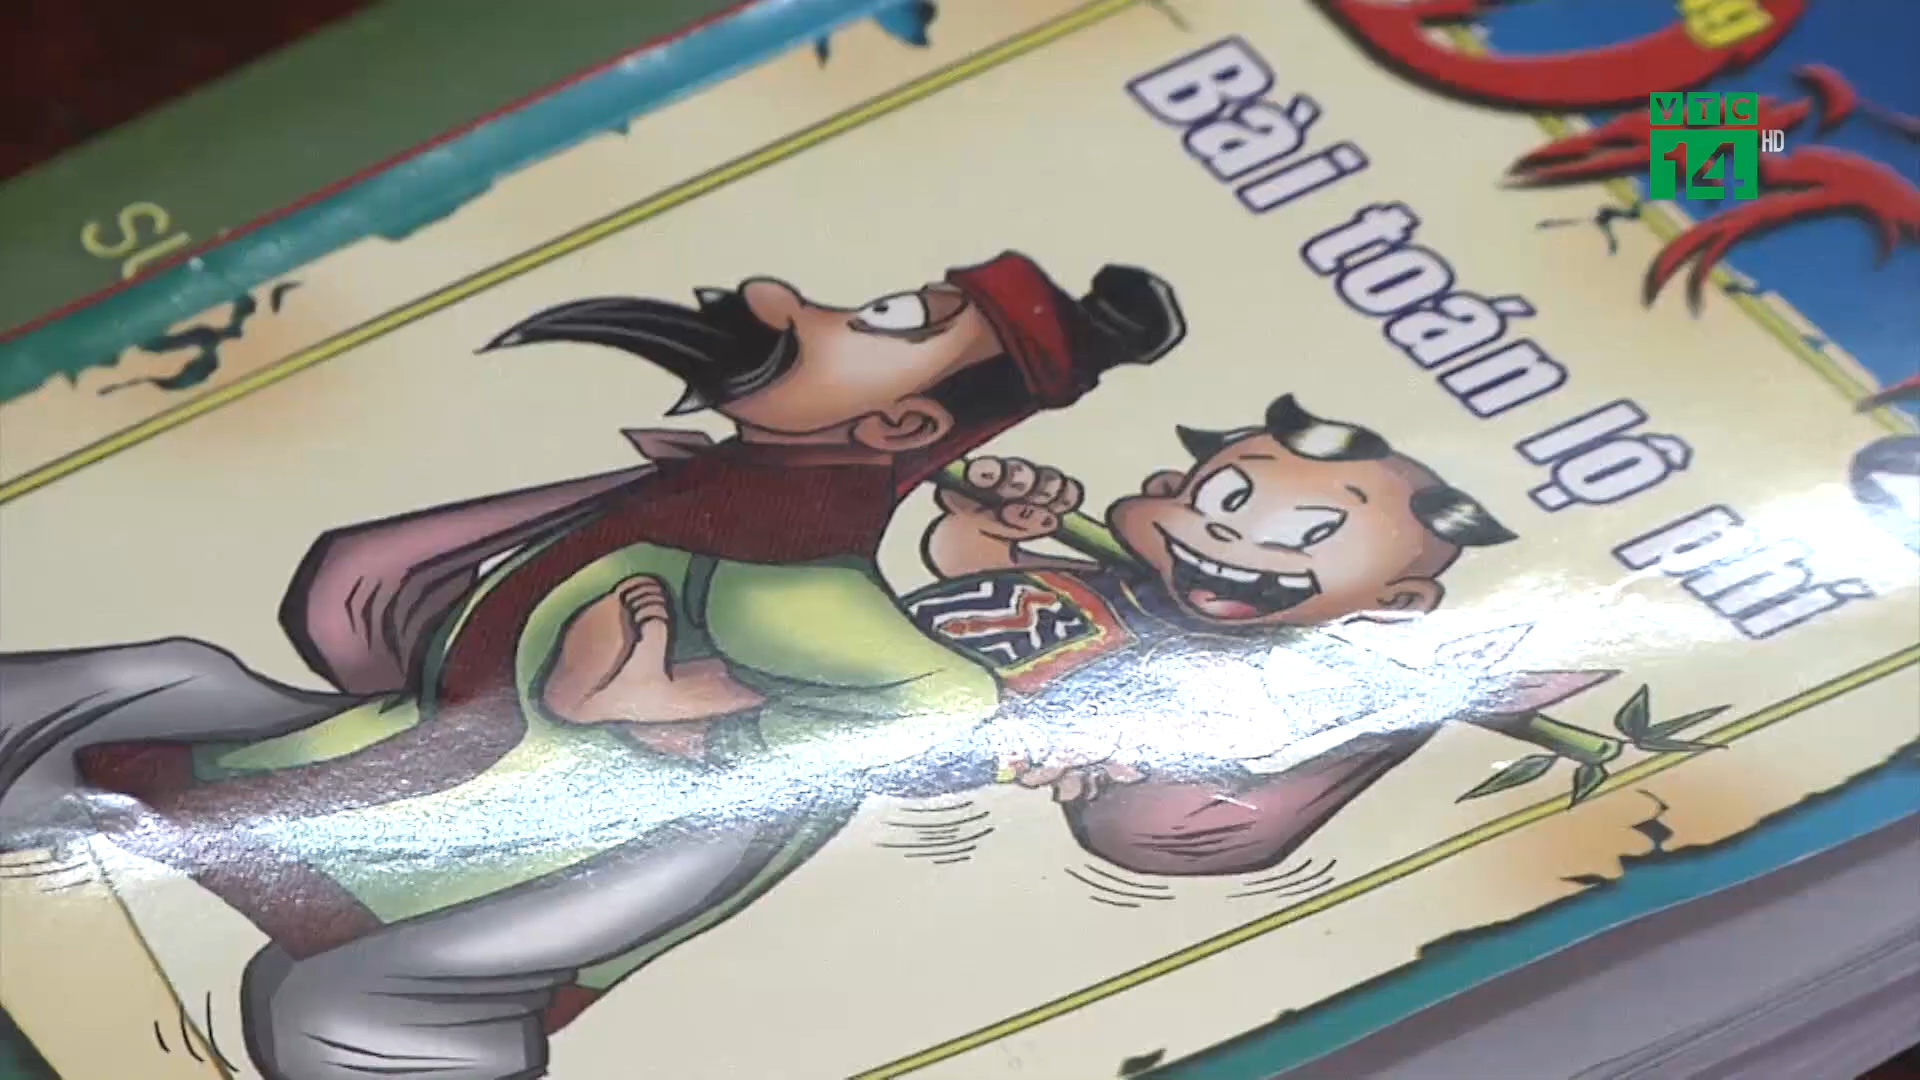 Bài toán lộ phí
VTC
14 HD